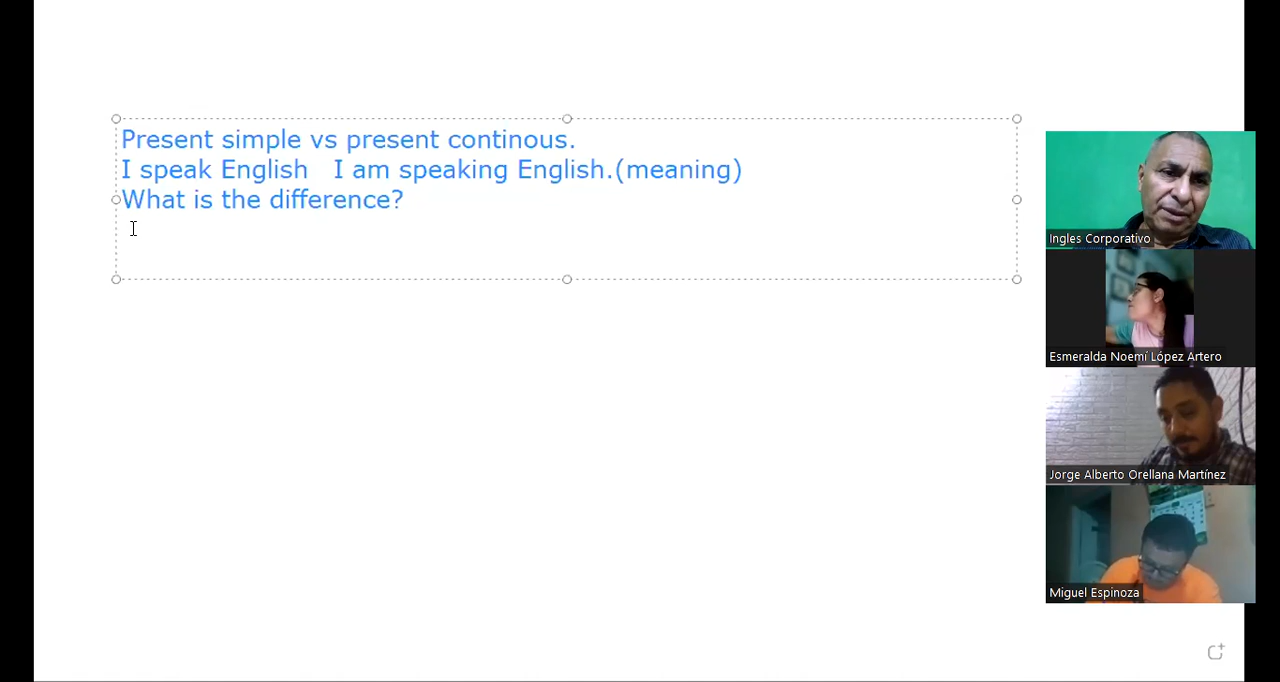 Present simple vs present continous.
I speak English   I am speaking English.(meaning)
What is the difference?
Ingles Corporativo
Esmeralda Noemí López Artero
Jorge Alberto Orellana Martínez
Miguel Espinoza